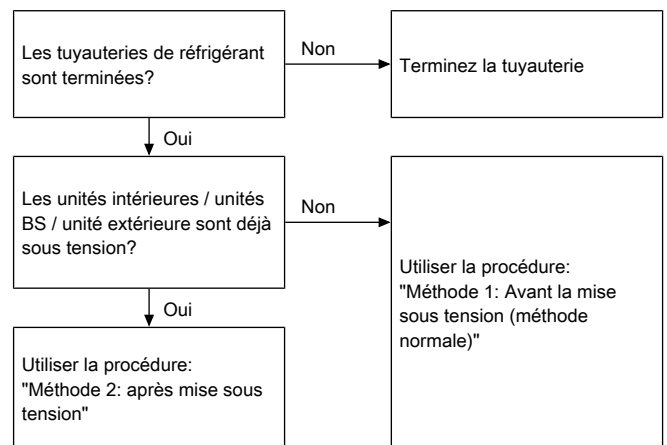 Les tuyauteries de réfrigérant
sont terminées?
Non
Terminez la tuyauterie
Oui
Les unités intérieures / unités
BS / unité extérieure sont déjà
sous tension?
Non
Utiliser la procédure:
"Méthode 1: Avant la mise
sous tension (méthode
normale)"
Oui
Utiliser la procédure:
"Méthode 2: après mise sous
tension"